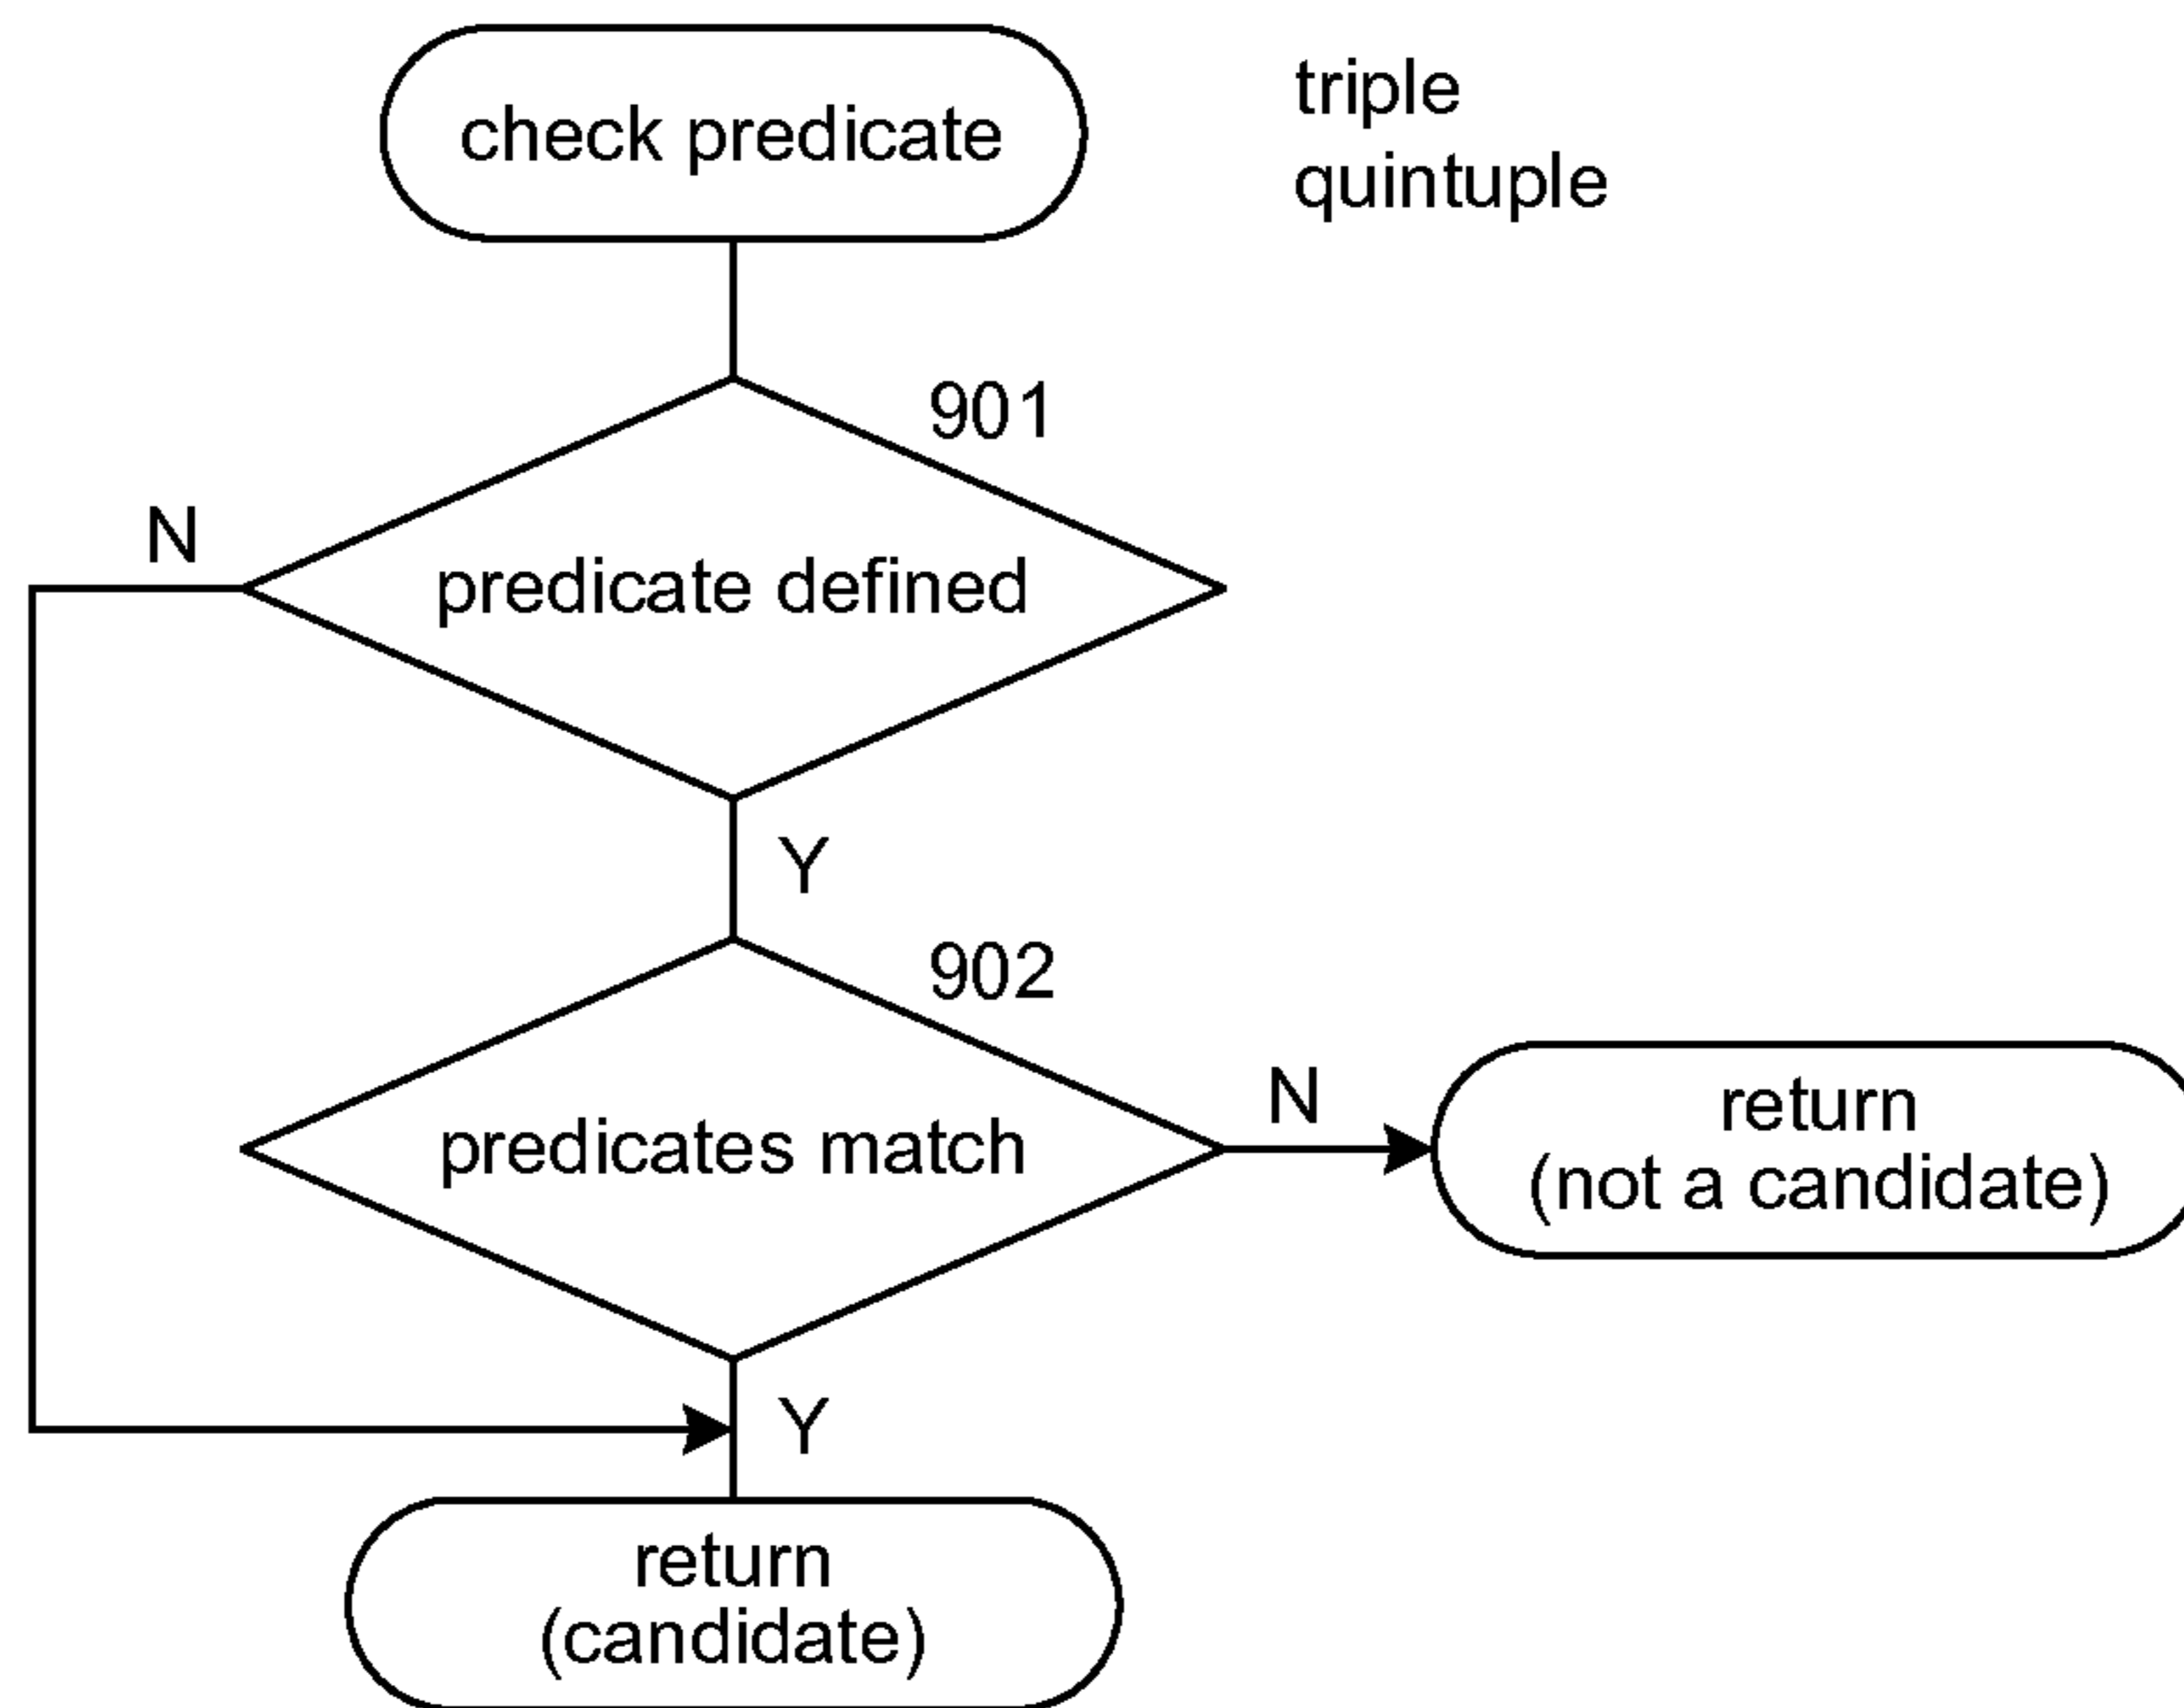 check predicate
triple
quintuple
901
N
predicate defined
Y
902
N
predicates match
return
(not a candidate)
Y
return
(candidate)